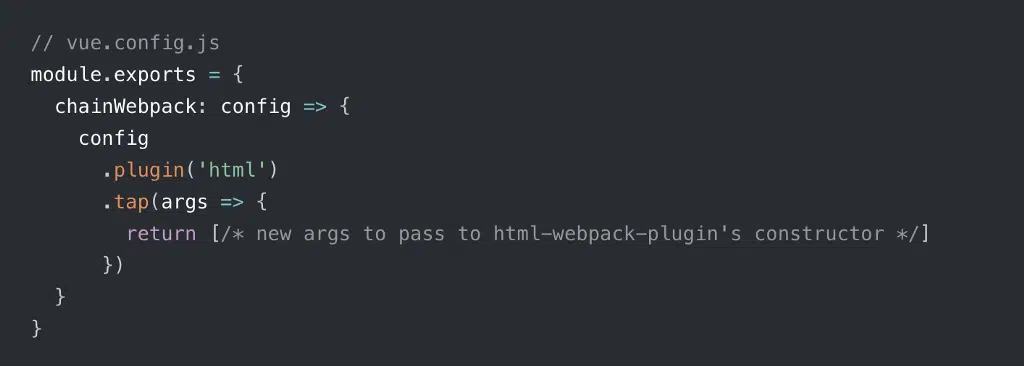 // vue.config.js
module.exports = {
  chainWebpack: config => {
    config
      .plugin('html')
      .tap(args => {
        return [/* new args to pass to html-webpack-plugin's constructor */]
      })
  }
}